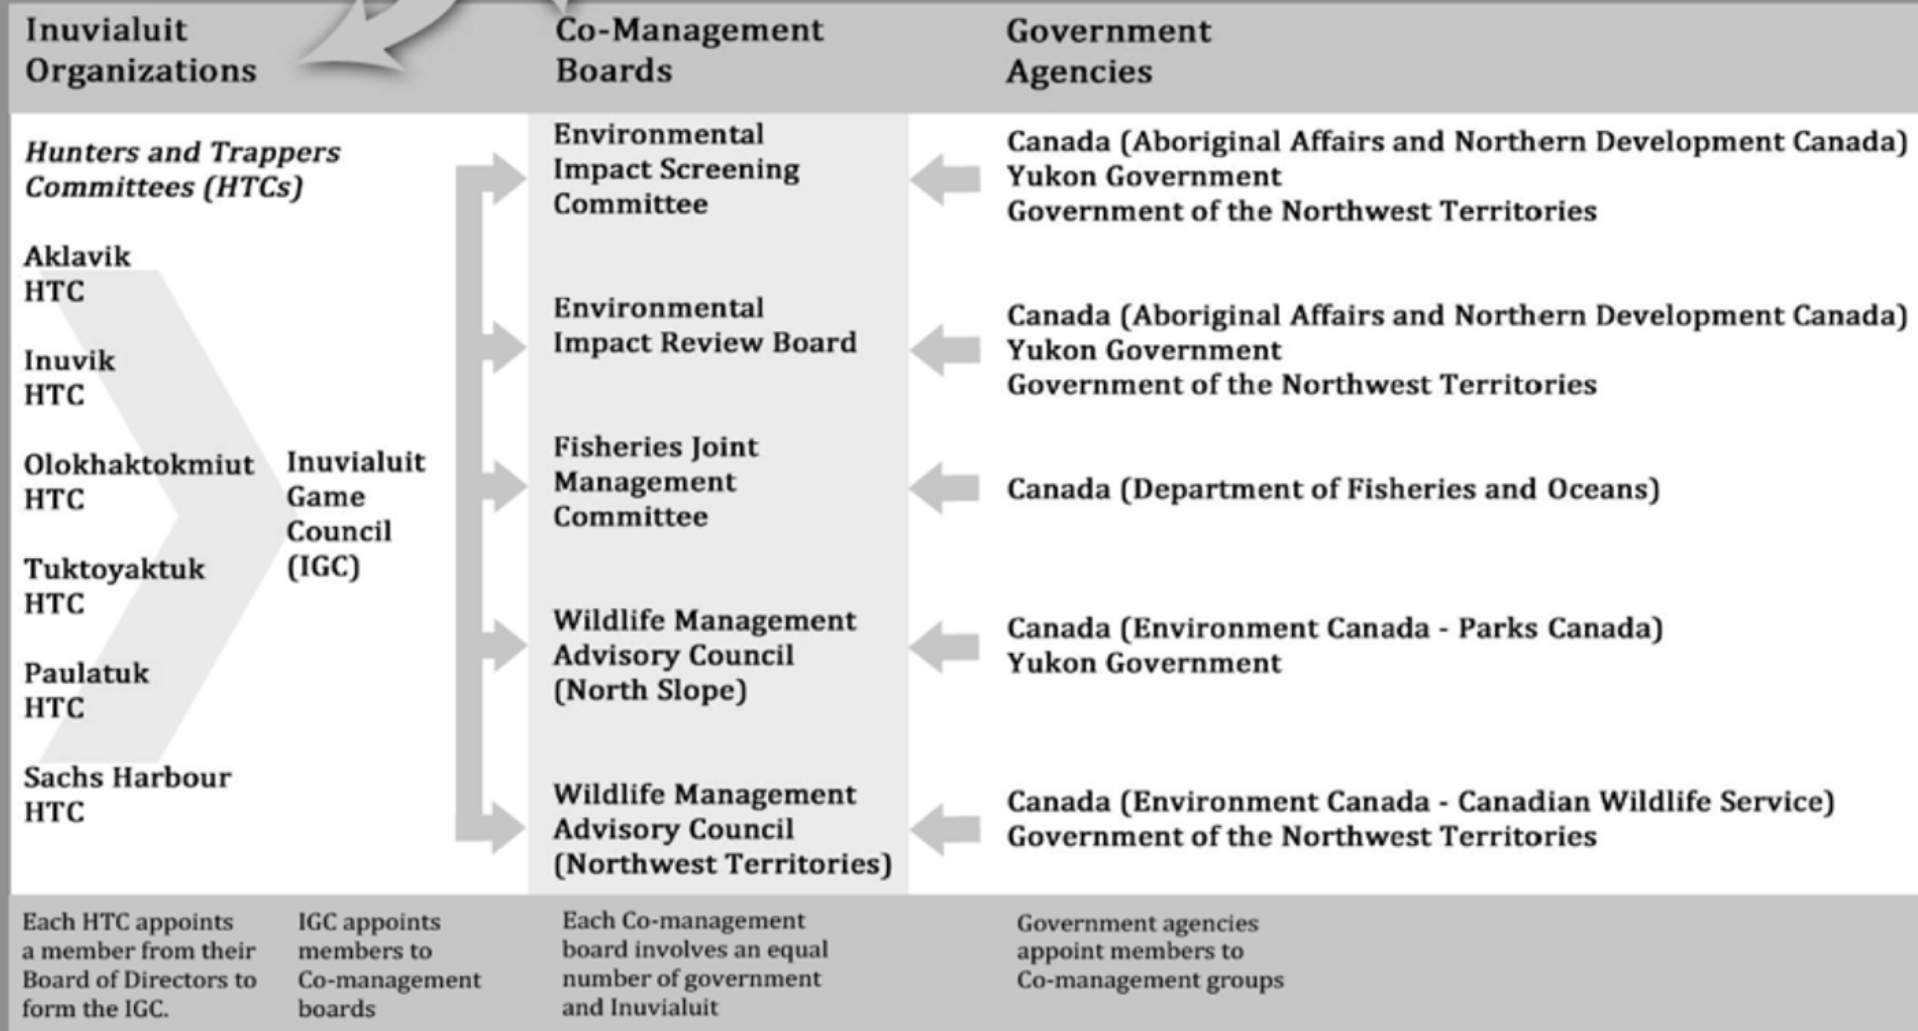 Inuvialuit
Organizations
Co-Management
Boards
Government
Agencies
Hunters and Trappers
Committees (HTCs)
Aklavik
HTC
Inuvik
HTC
Olokhaktokmiut
HTC
Tuktoyaktuk
HTC
Paulatuk
HTC
Sachs Harbour
HTC
Inuvialuit
Game
Council
(IGC)
Environmental
Impact Screening
Committee
Environmental
Impact Review Board
Fisheries Joint
Management
Committee
Wildlife Management
Advisory Council
(North Slope)
Wildlife Management
Advisory Council
(Northwest Territories)
Canada (Aboriginal Affairs and Northern Development Canada)
Yukon Government
Government of the Northwest Territories
Canada (Aboriginal Affairs and Northern Development Canada)
Yukon Government
Government of the Northwest Territories
Canada (Department of Fisheries and Oceans)
Canada (Environment Canada - Parks Canada)
Yukon Government
Canada (Environment Canada - Canadian Wildlife Service)
Government of the Northwest Territories
Each HTC appoints
a member from their
Board of Directors to
form the IGC.
IGC appoints
members to
Co-management
boards
Each Co-management
board involves an equal
number of government
and Inuvialuit
Government agencies
appoint members to
Co-management groups